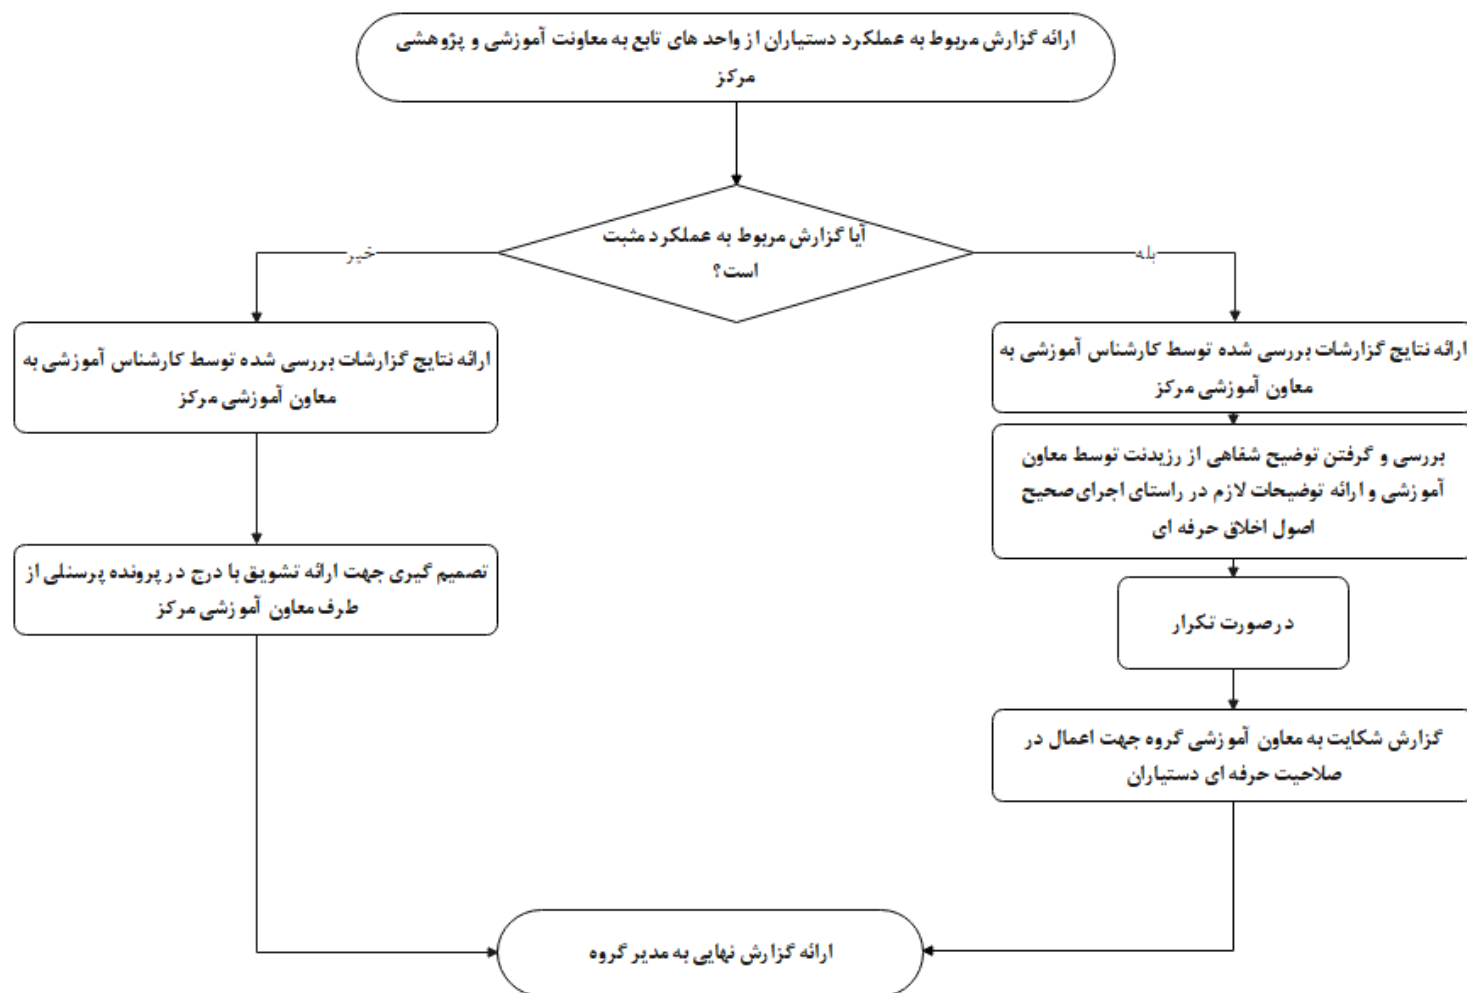 ارائه گزارش مربوط به عملکرد دستیاران از واحد های تابع به معاونت آموزشی و پژوهشی
مرکز
آیا گزارش مربوط به عملکرد مثبت
است؟
بله
خیر
ارائه نتایج گزارشات بررسی شده توسط کارشناس آموزشی به
معاون آموزشی مرکز
بررسی و گرفتن توضیح شفاهی از رزیدنت توسط معاون
آموزشی و ارائه توضیحات لازم در راستای اجرای صحیح
اصول اخلاق حرفه ای
درصورت تکرار
گزارش شکایت به معاون آموزشی گروه جهت اعمال در
صلاحیت حرفه ای دستیاران
ارائه نتایج گزارشات بررسی شده توسط کارشناس آموزشی به
معاون آموزشی مرکز
تصمیم گیری جهت ارائه تشویق با درج در پرونده پرسنلی از
طرف معاون آموزشی مرکز
ارائه گزارش نهایی به مدیر گروه